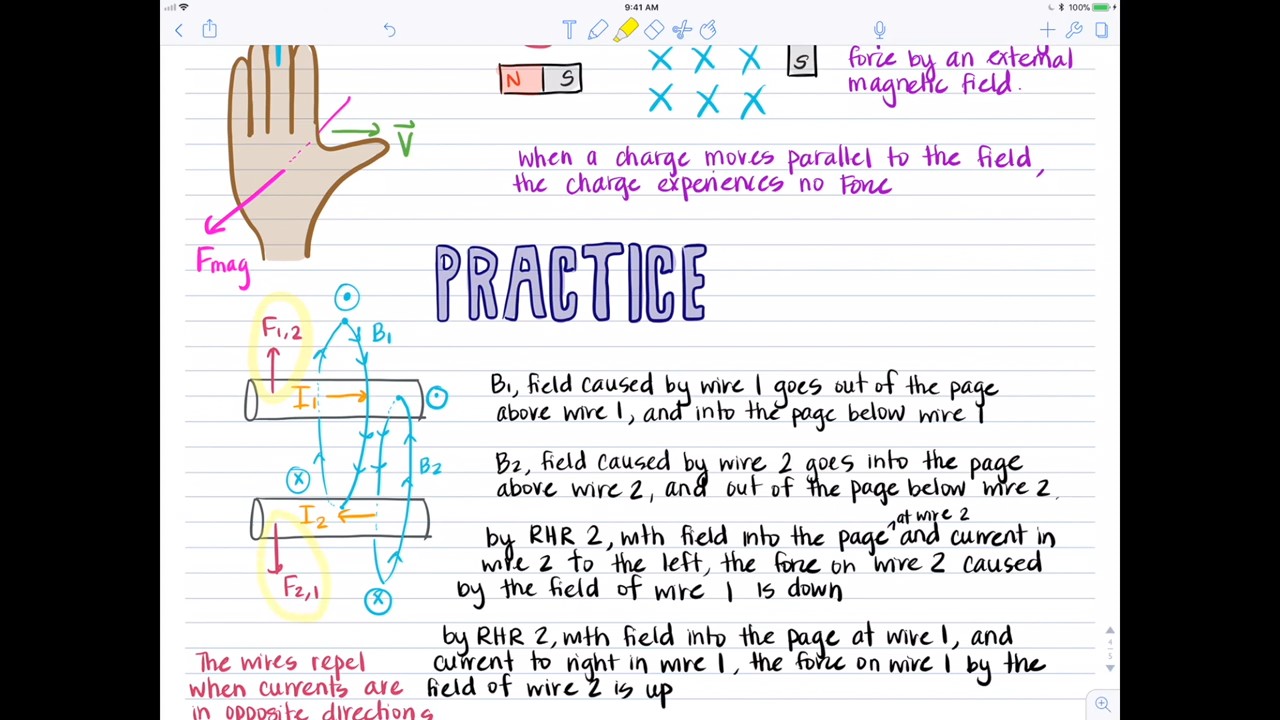 9:41 AM
100%
T
N S
X X X
S
X X X
force by an external
magnetic field.
V
when a charge moves parallel to the field,
the charge experiences no Force
Fmag
PRACTICE
F1,2
B1
I1
B1, field caused by wire 1 goes out of the page
above wire 1, and into the page below wire 1
X
B2
B2, field caused by wire 2 goes into the page
above wire 2, and out of the page below wire 2.
I2
at wire 2
by RHR 2, with field into the page ^ and current in
wire 2 to the left, the force on wire 2 caused
by the field of wire 1 is down
F2,1
X
by RHR 2, with field into the page at wire 1, and
current to right in wire 1, the force on wire 1 by the
field of wire 2 is up
The wires repel
when currents are
in opposite directions